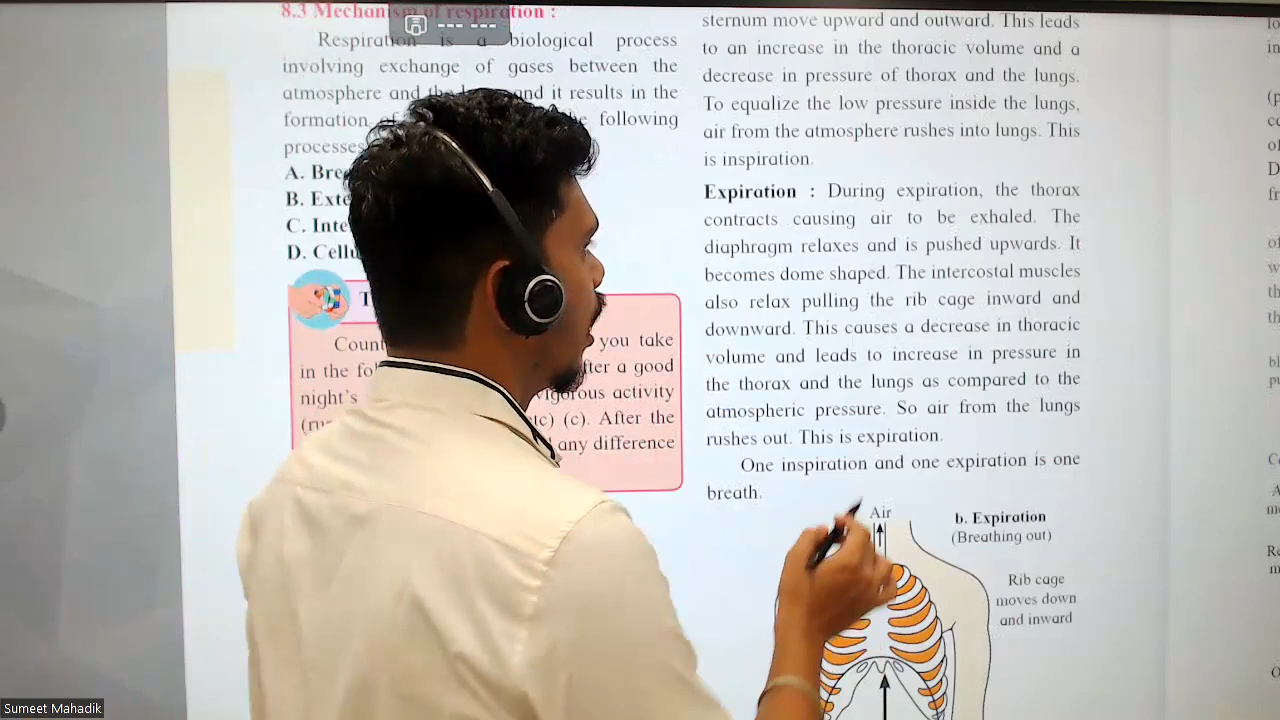 8.3 Mechanism of respiration :
Respiration is a biological process
involving exchange of gases between the
atmosphere and the and it results in the
formation following
processes
A. Bre
B. Exte
C. Inte
D. Cellu
T
Count you take
in the fol fter a good
night's vigorous activity
(ru tc) (c). After the
any difference
sternum move upward and outward. This leads
to an increase in the thoracic volume and a
decrease in pressure of thorax and the lungs.
To equalize the low pressure inside the lungs,
air from the atmosphere rushes into lungs. This
is inspiration.
Expiration : During expiration, the thorax
contracts causing air to be exhaled. The
diaphragm relaxes and is pushed upwards. It
becomes dome shaped. The intercostal muscles
also relax pulling the rib cage inward and
downward. This causes a decrease in thoracic
volume and leads to increase in pressure in
the thorax and the lungs as compared to the
atmospheric pressure. So air from the lungs
rushes out. This is expiration.
One inspiration and one expiration is one
breath.
Air
b. Expiration
(Breathing out)
Rib cage
moves down
and inward
Sumeet Mahadik